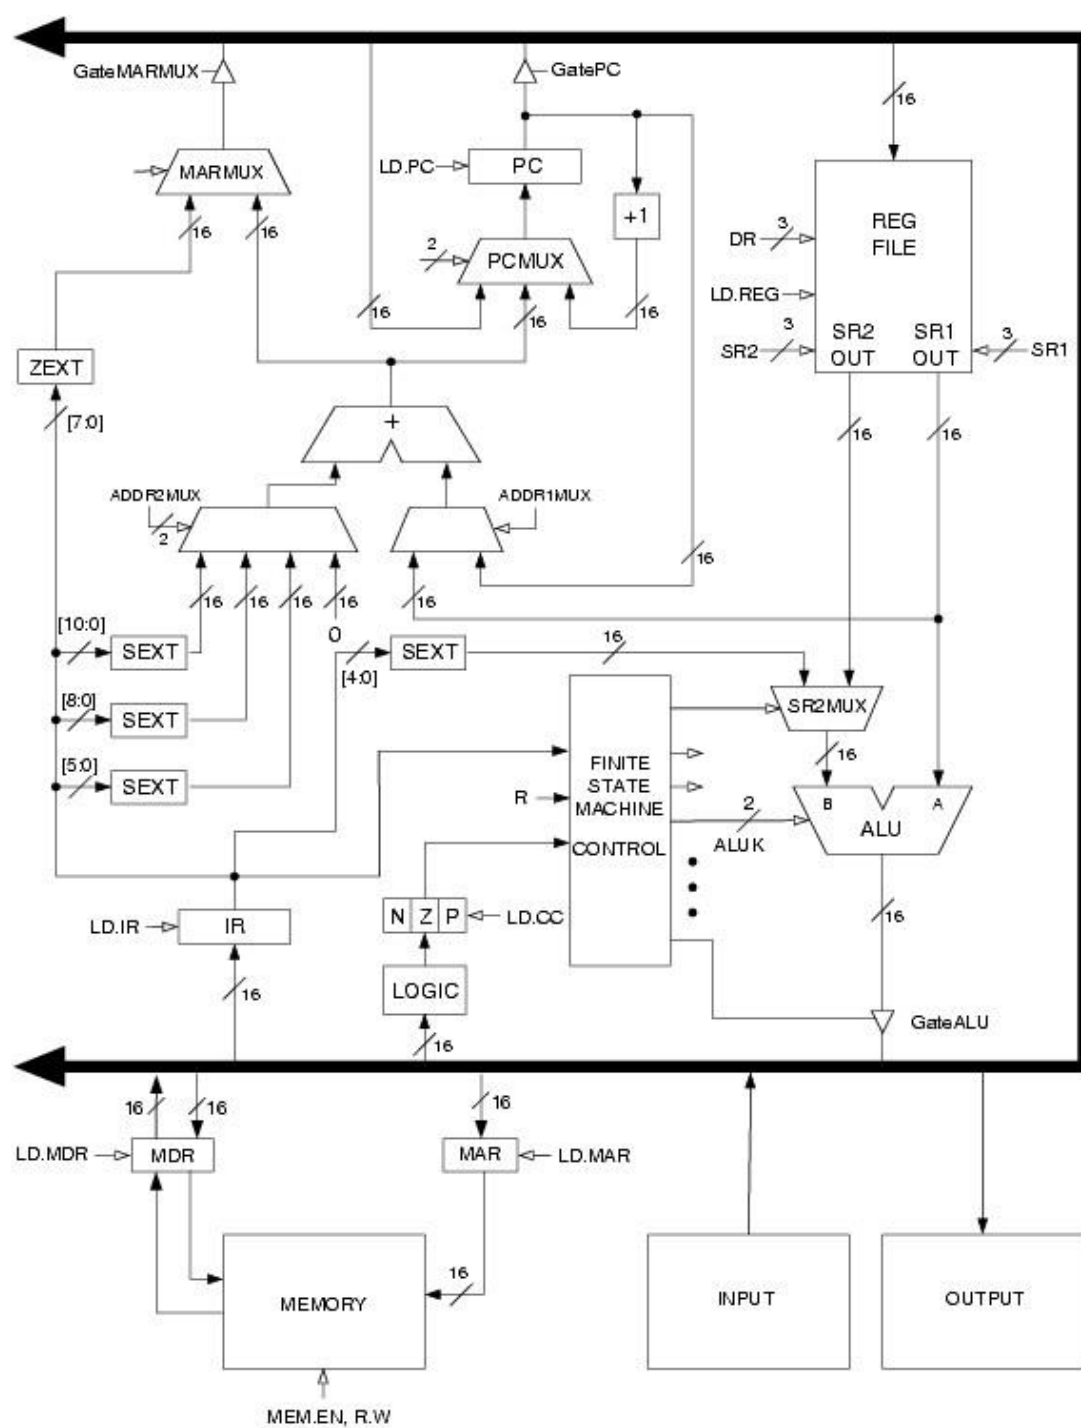 GateMARMUX
GatePC
16
MARMUX
LD.PC
PC
REG
FILE
+1
DR
3
16
16
2
PCMUX
LD.REG
16
16
16
3
SR2
SR2
OUT
SR1
OUT
3
SR1
ZEXT
[7:0]
+
16
16
ADDR2MUX
2
ADDR1MUX
16
16
16
16
16
16
0
[10:0]
SEXT
[4:0]
SEXT
16
[8:0]
SEXT
SR2MUX
16
[5:0]
SEXT
FINITE
STATE
MACHINE
CONTROL
R
2
ALUK
B
A
ALU
N
Z
P
LD.CC
LD.IR
IR
16
16
LOGIC
16
GateALU
16
16
16
LD.MDR
MDR
16
MAR
LD.MAR
16
MEMORY
INPUT
OUTPUT
MEM.EN, R.W